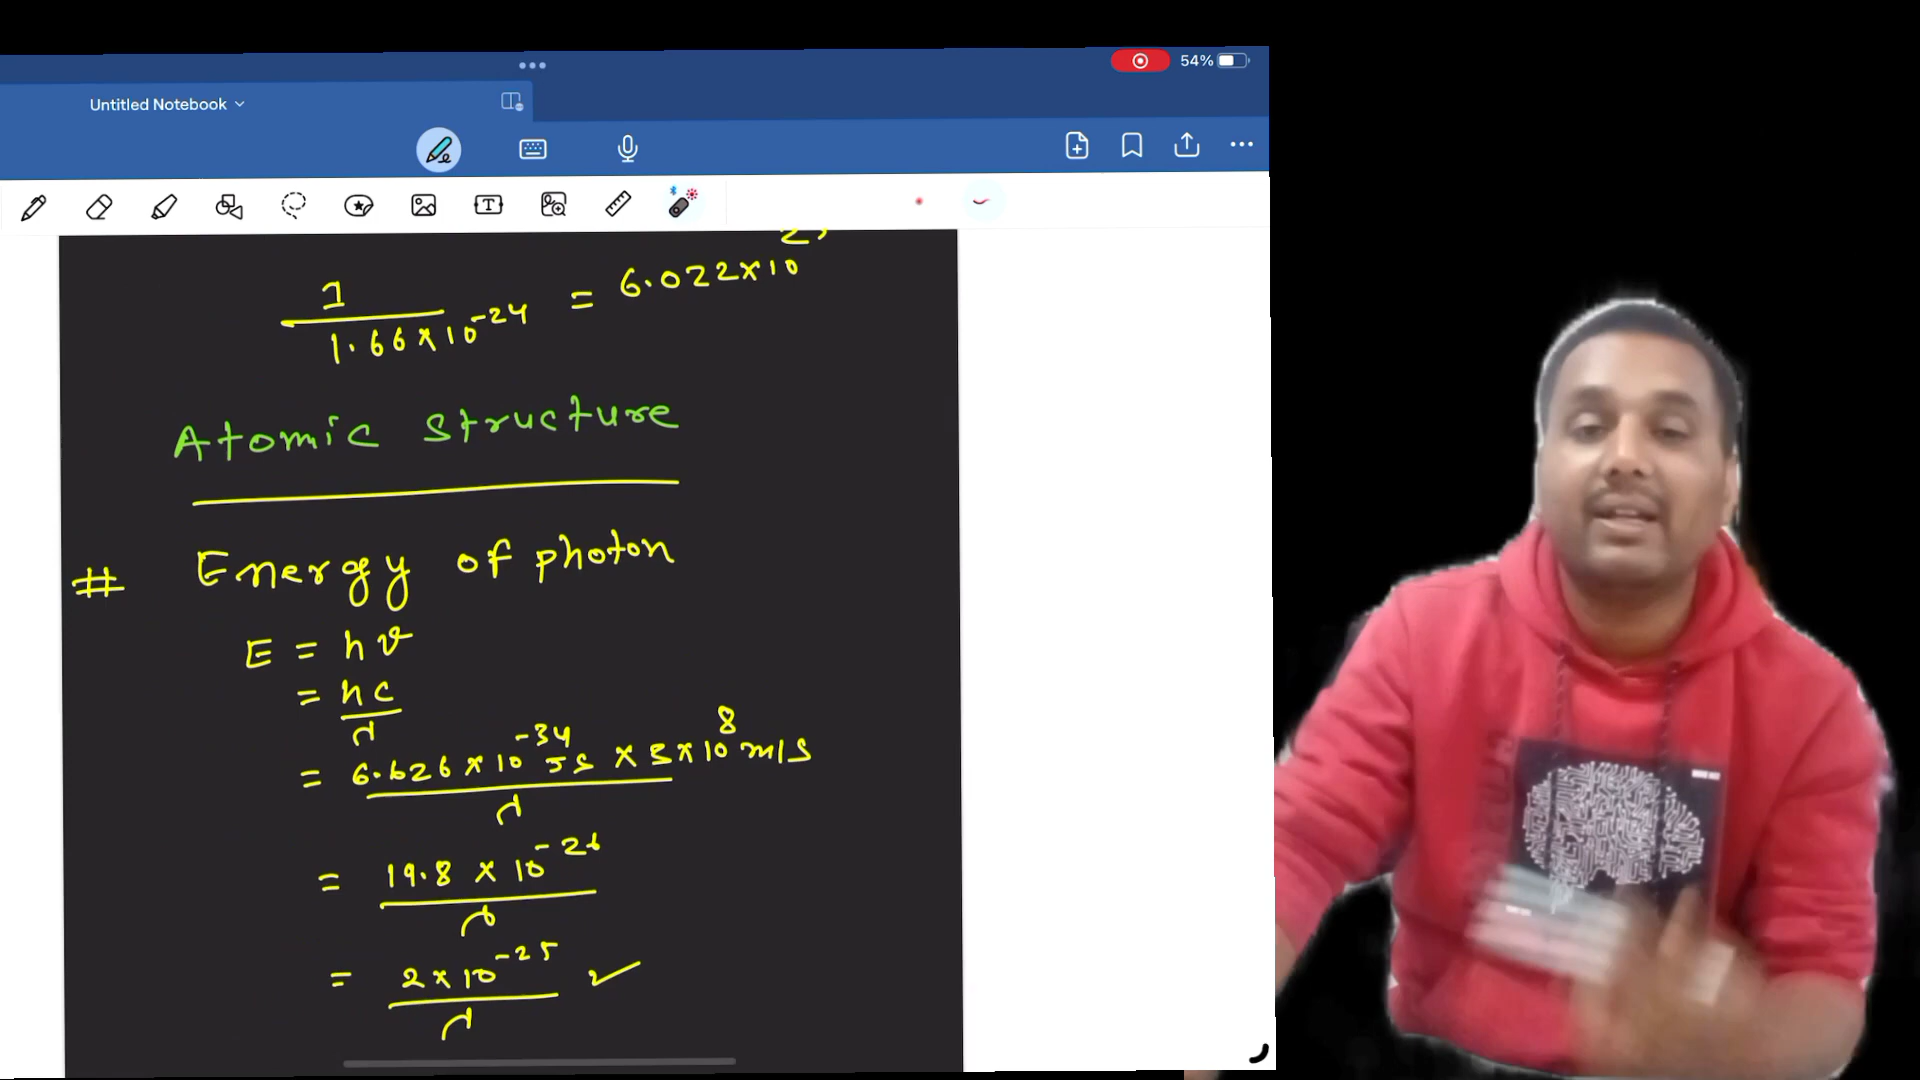 54%
Untitled Notebook
1
1.66×10^-24 = 6.022×10^2
Atomic structure
# Energy of photon
E = hν
= hc
λ
= 6.626 × 10^-34 Js × 3×10^8 m/s
λ
= 19.8 × 10^-26
λ
= 2×10^-25 ✓
λ